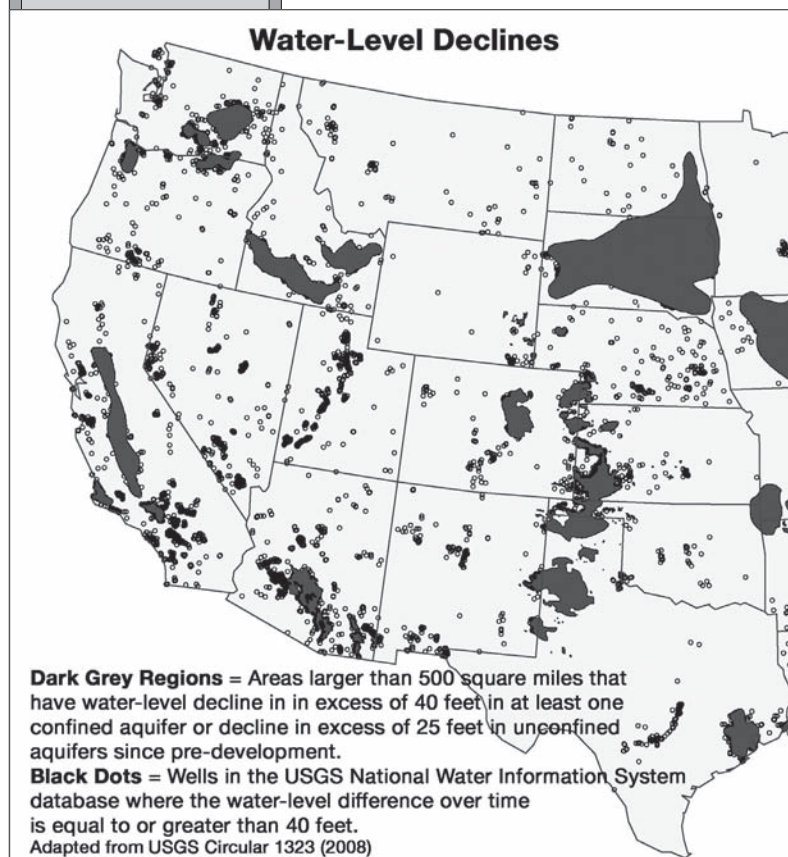 Water-Level Declines
Dark Grey Regions = Areas larger than 500 square miles that
have water-level decline in in excess of 40 feet in at least one
confined aquifer or decline in excess of 25 feet in unconfined
aquifers since pre-development.
Black Dots = Wells in the USGS National Water Information System
database where the water-level difference over time
is equal to or greater than 40 feet.
Adapted from USGS Circular 1323 (2008)